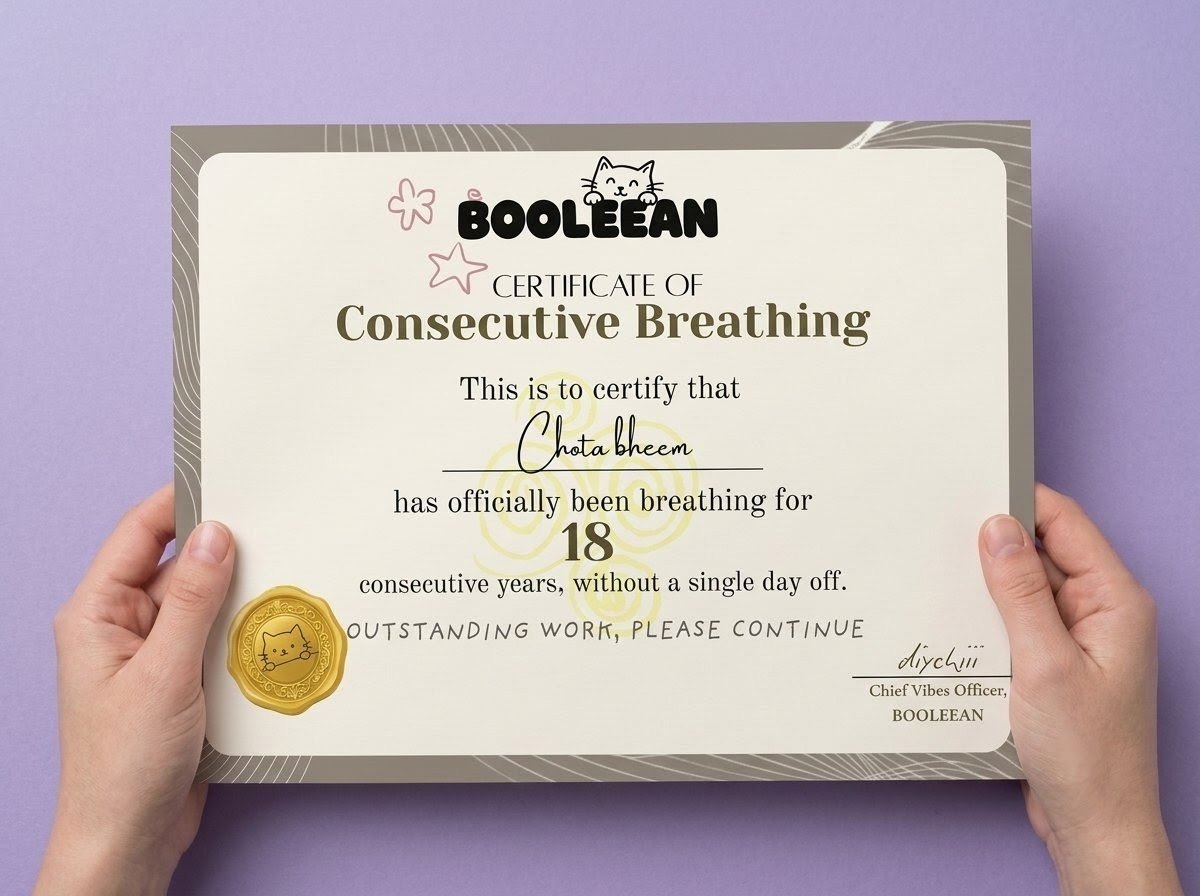 BOOLEEAN
CERTIFICATE OF
Consecutive Breathing
This is to certify that
Chota bheem
has officially been breathing for
18
consecutive years, without a single day off.
OUTSTANDING WORK, PLEASE CONTINUE
diychiii
Chief Vibes Officer,
BOOLEEAN